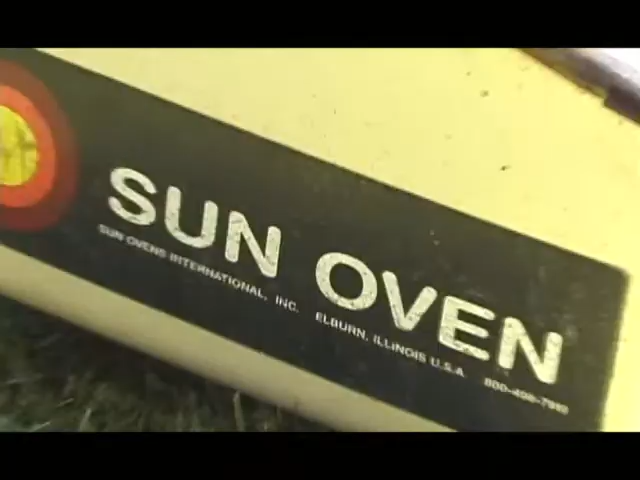 SUN OVEN
SUN OVENS INTERNATIONAL, INC. ELBURN, ILLINOIS U.S.A.